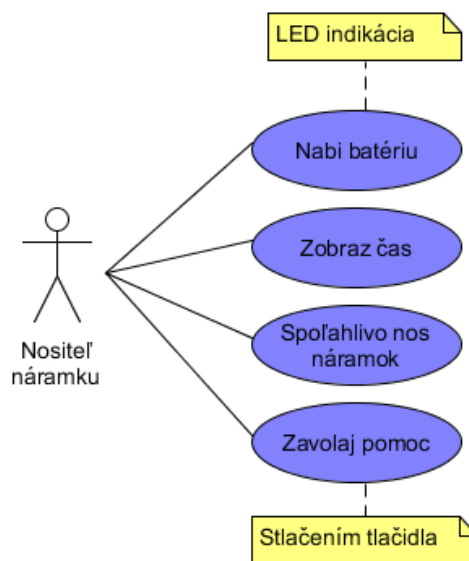 LED indikácia
Nabi batériu
Zobraz čas
Spoľahlivo nos
náramok
Nositeľ
náramku
Zavolaj pomoc
Stlačením tlačidla